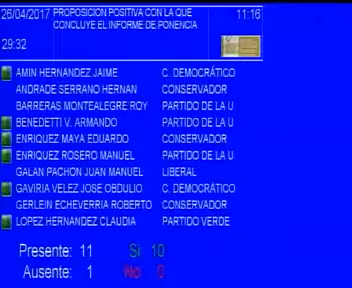 26/04/2017 PROPOSICION POSITIVA CON LA QUE 11:16
CONCLUYE EL INFORME DE PONENCIA
29:32
AMIN HERNANDEZ JAIME C. DEMOCRÁTICO
ANDRADE SERRANO HERNAN CONSERVADOR
BARRERAS MONTEALEGRE ROY PARTIDO DE LA U
BENEDETTI V. ARMANDO PARTIDO DE LA U
ENRIQUEZ MAYA EDUARDO CONSERVADOR
ENRIQUEZ ROSERO MANUEL PARTIDO DE LA U
GALAN PACHON JUAN MANUEL LIBERAL
GAVIRIA VELEZ JOSE OBDULIO C. DEMOCRÁTICO
GERLEIN ECHEVERRIA ROBERTO CONSERVADOR
LOPEZ HERNANDEZ CLAUDIA PARTIDO VERDE
Presente: 11 Si: 10
Ausente: 1 No: 0